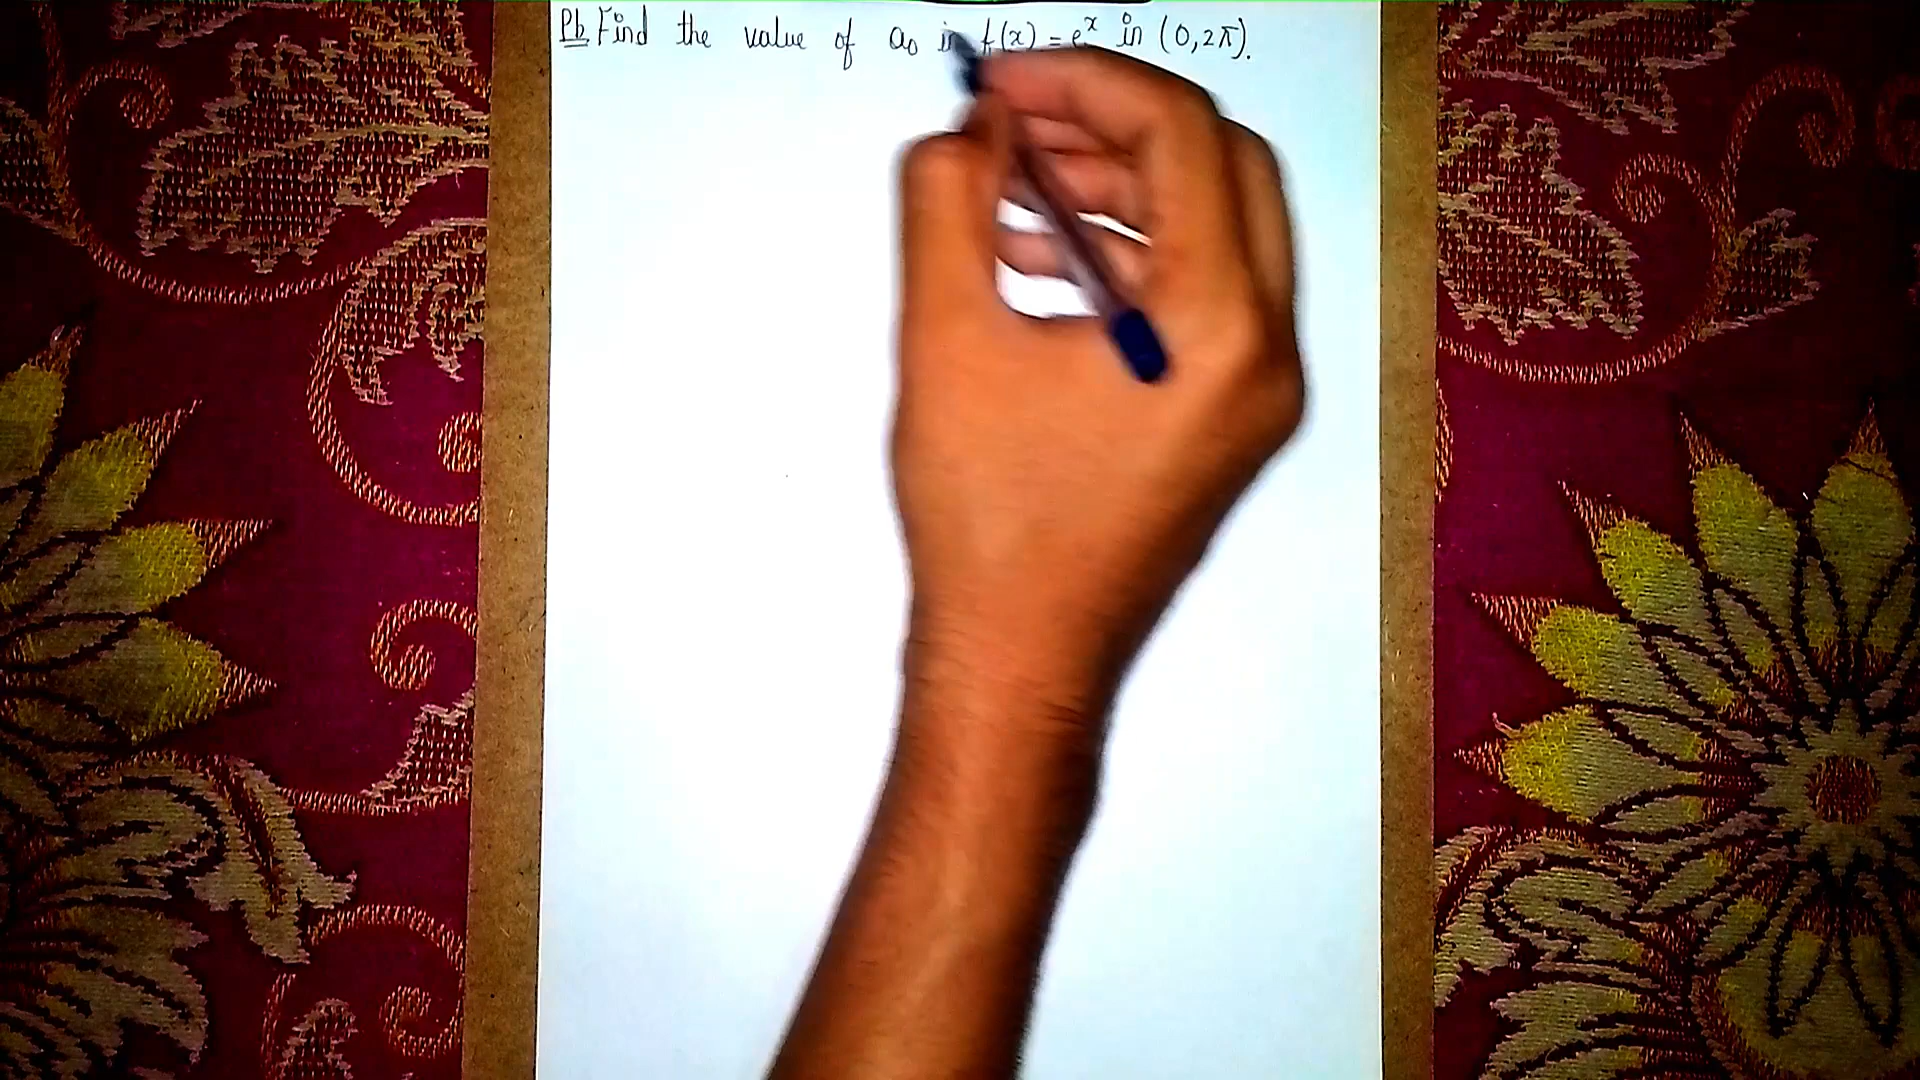 Pb Find the value of a₀ in f(x) = eˣ in (0, 2π).